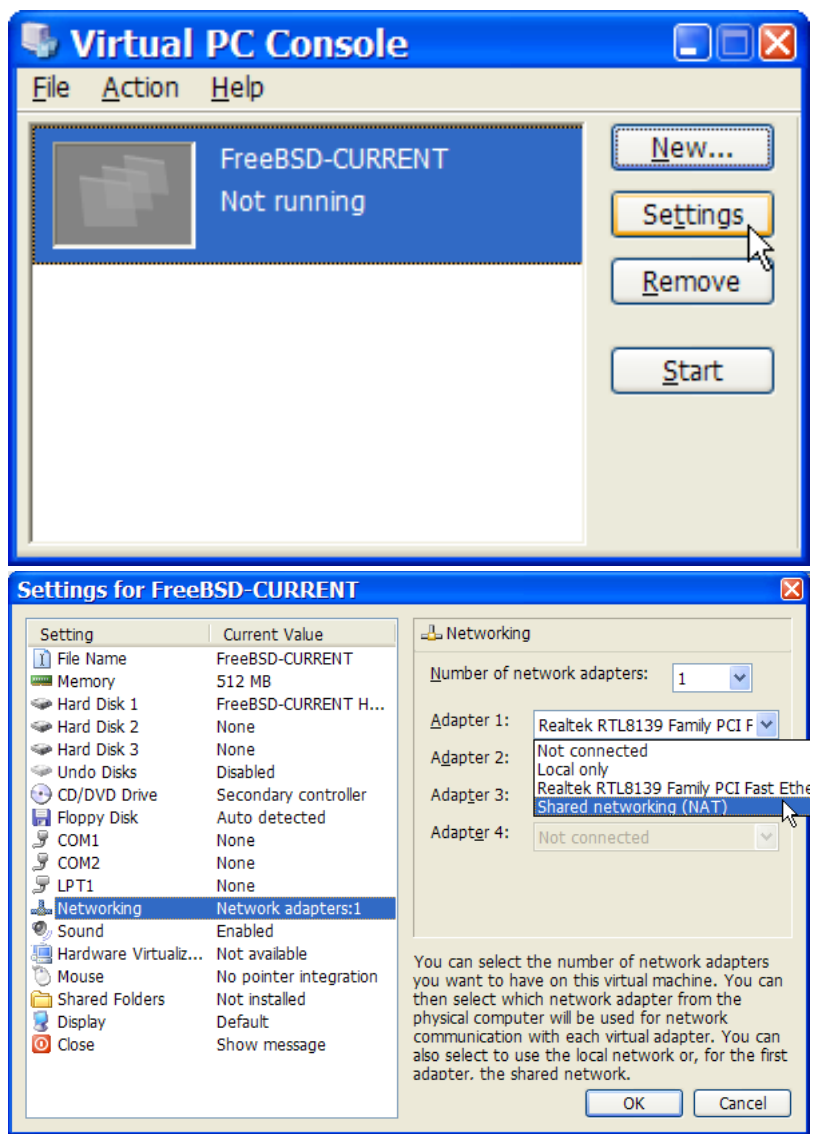 Virtual PC Console
File Action Help
FreeBSD-CURRENT
Not running
New...
Settings
Remove
Start
Settings for FreeBSD-CURRENT
Setting Current Value
File Name FreeBSD-CURRENT
Memory 512 MB
Hard Disk 1 FreeBSD-CURRENT H...
Hard Disk 2 None
Hard Disk 3 None
Undo Disks Disabled
CD/DVD Drive Secondary controller
Floppy Disk Auto detected
COM1 None
COM2 None
LPT1 None
Networking Network adapters:1
Sound Enabled
Hardware Virtualiz... Not available
Mouse No pointer integration
Shared Folders Not installed
Display Default
Close Show message
Networking
Number of network adapters: 1
Adapter 1: Realtek RTL8139 Family PCI F
Not connected
Adapter 2:
Local only
Realtek RTL8139 Family PCI Fast Ethe
Adapter 3:
Shared networking (NAT)
Adapter 4: Not connected
You can select the number of network adapters
you want to have on this virtual machine. You can
then select which network adapter from the
physical computer will be used for network
communication with each virtual adapter. You can
also select to use the local network or, for the first
adapter, the shared network.
OK Cancel